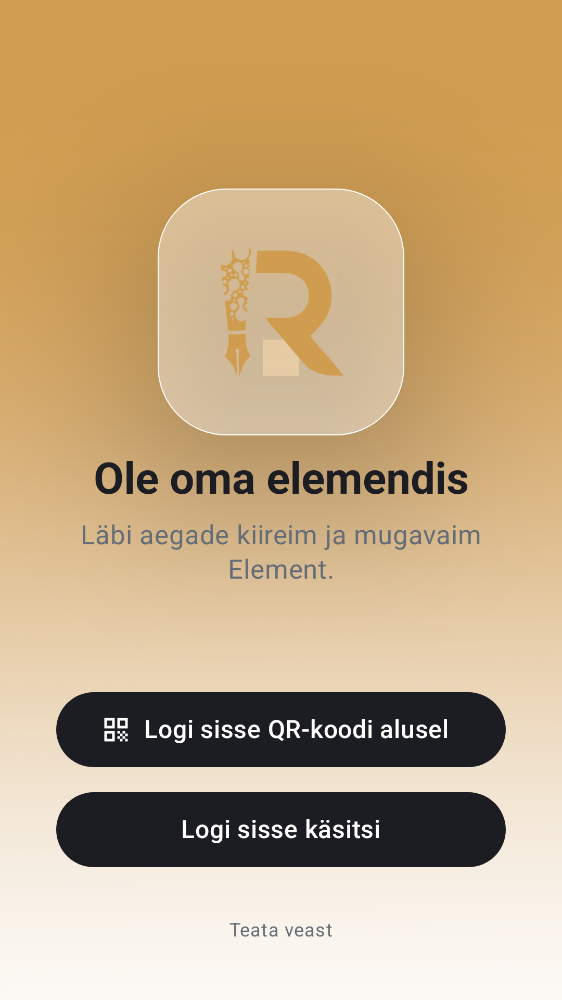 R
Ole oma elemendis
Läbi aegade kiireim ja mugavaim
Element.
Logi sisse QR-koodi alusel
Logi sisse käsitsi
Teata veast